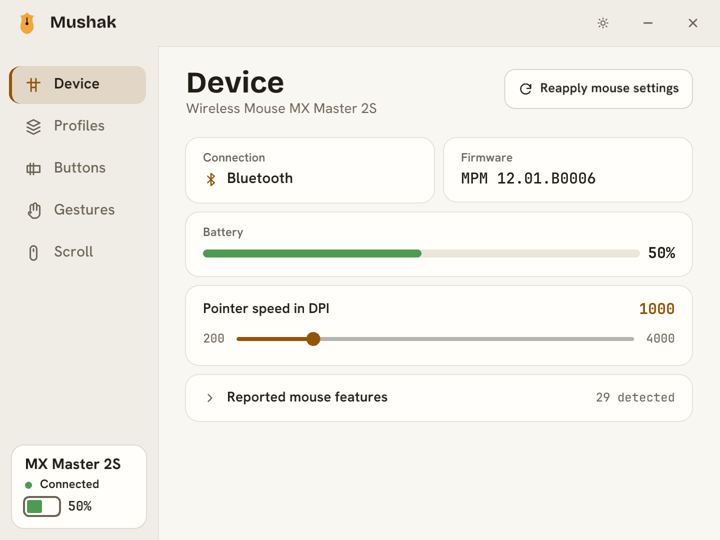 Mushak
Device
Profiles
Buttons
Gestures
Scroll
MX Master 2S
Connected
50%
Device
Wireless Mouse MX Master 2S
Reapply mouse settings
Connection
Bluetooth
Firmware
MPM 12.01.B0006
Battery
50%
Pointer speed in DPI
1000
200
4000
Reported mouse features
29 detected